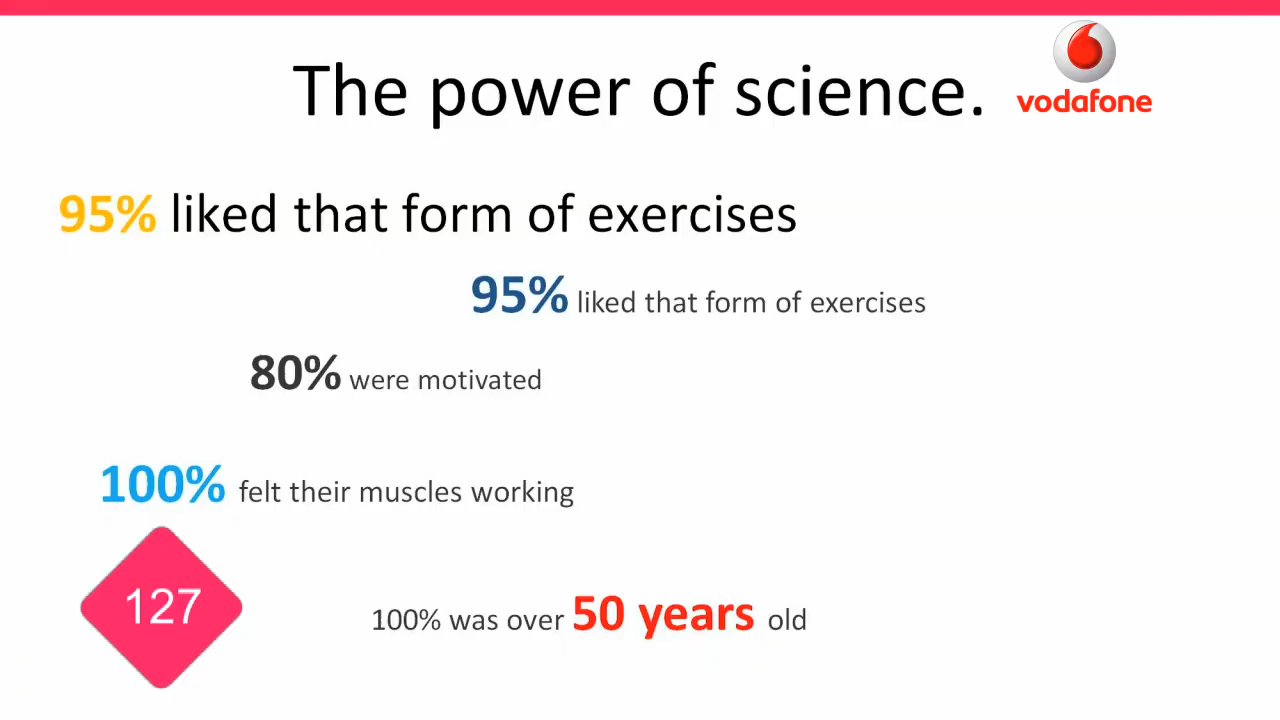 The power of science.
vodafone
95% liked that form of exercises
95% liked that form of exercises
80% were motivated
100% felt their muscles working
127
100% was over 50 years old